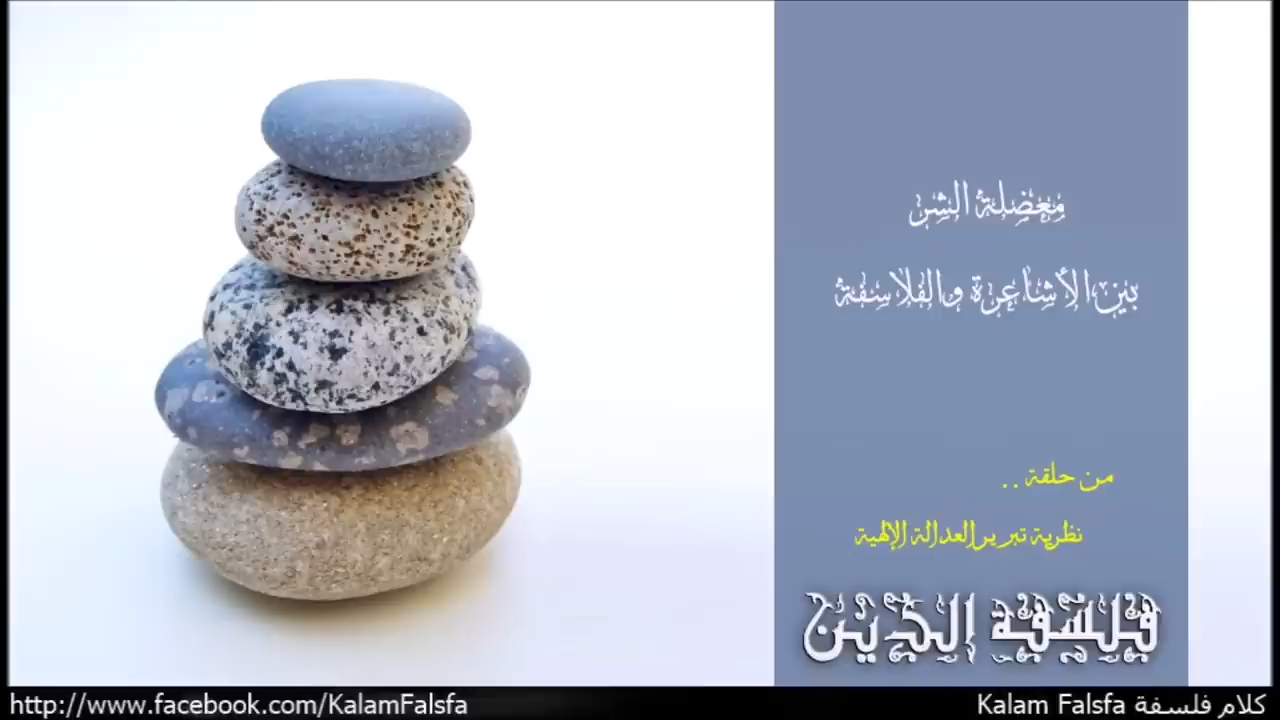 معضلة الشر
بين الأشاعرة والفلاسفة
من حلقة ..
نظرية تبرير العدالة الإلهية
فلسفة الدين
http://www.facebook.com/KalamFalsfa
Kalam Falsfa كلام فلسفة